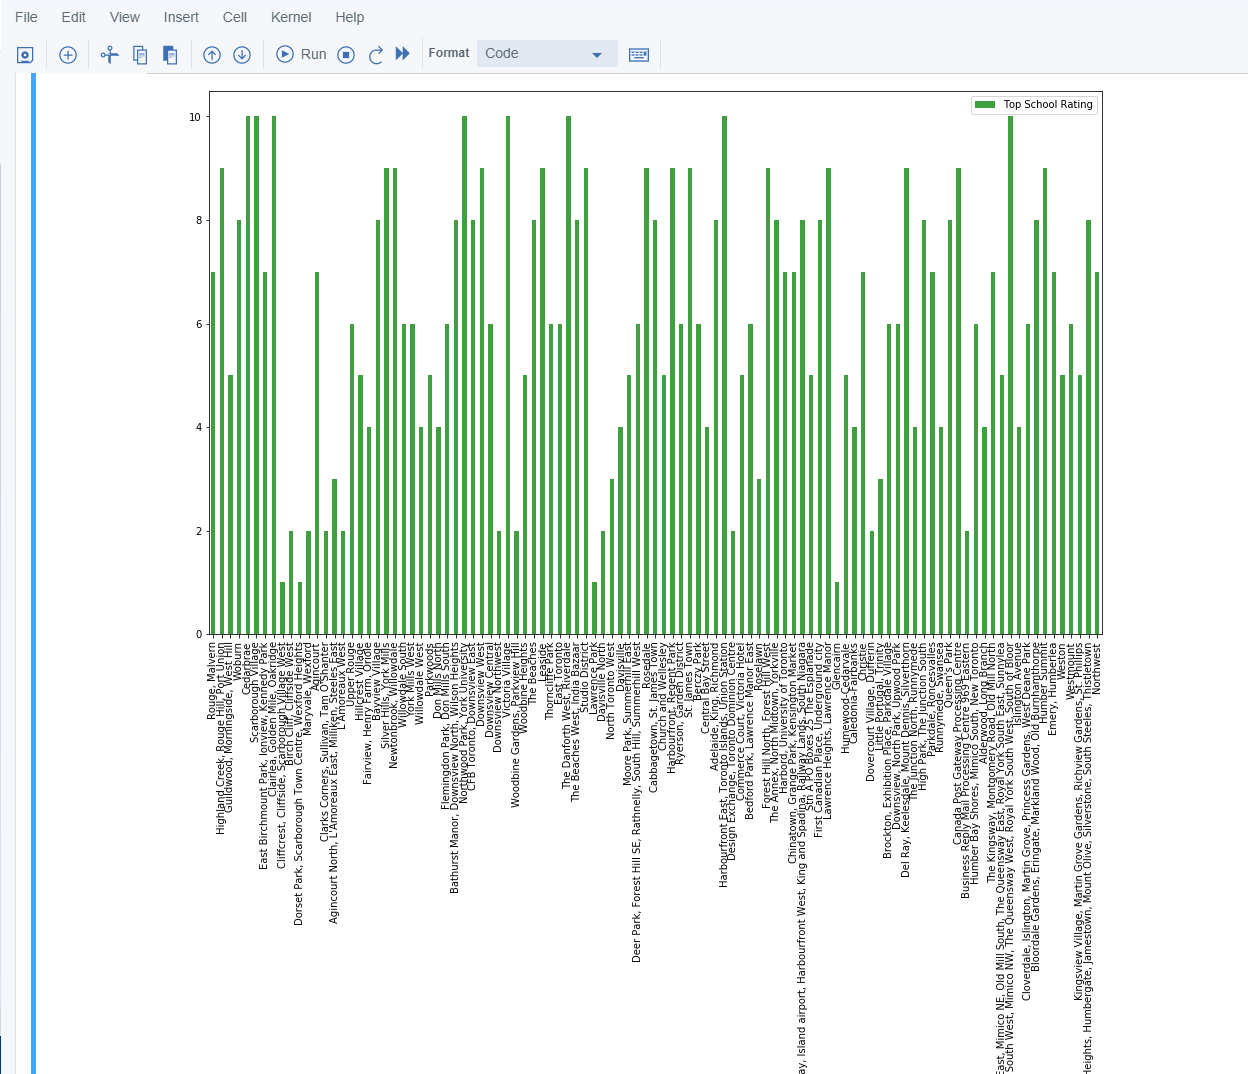 File Edit View Insert Cell Kernel Help
Run Format Code
Top School Rating
10
8
6
4
2
0
Rouge, Malvern
Highland Creek, Rouge Hill, Port Union
Guildwood, Morningside, West Hill
Woburn
Cedarbrae
Scarborough Village
East Birchmount Park, Ionview, Kennedy Park
Clairlea, Golden Mile, Oakridge
Cliffcrest, Cliffside, Scarborough Village West
Birch Cliff, Cliffside West
Dorset Park, Scarborough Town Centre, Wexford Heights
Maryvale, Wexford
Agincourt
Clarks Corners, Sullivan, Tam O'Shanter
Agincourt North, L'Amoreaux East, Milliken, Steeles East
L'Amoreaux West
Upper Rouge
Hillcrest Village
Fairview, Henry Farm, Oriole
Bayview Village
Silver Hills, York Mills
Newtonbrook, Willowdale
Willowdale South
York Mills West
Willowdale West
Parkwoods
Don Mills North
Flemingdon Park, Don Mills South
Bathurst Manor, Downsview North, Wilson Heights
Northwood Park, York University
CFB Toronto, Downsview East
Downsview West
Downsview Central
Downsview Northwest
Victoria Village
Woodbine Gardens, Parkview Hill
Woodbine Heights
The Beaches
Leaside
Thorncliffe Park
East Toronto
The Danforth West, Riverdale
The Beaches West, India Bazaar
Studio District
Lawrence Park
Davisville North
North Toronto West
Davisville
Moore Park, Summerhill East
Deer Park, Forest Hill SE, Rathnelly, South Hill, Summerhill West
Rosedale
Cabbagetown, St. James Town
Church and Wellesley
Harbourfront, Regent Park
Ryerson, Garden District
St. James Town
Berczy Park
Central Bay Street
Adelaide, King, Richmond
Harbourfront East, Toronto Islands, Union Station
Design Exchange, Toronto Dominion Centre
Commerce Court, Victoria Hotel
Bedford Park, Lawrence Manor East
Roselawn
Forest Hill North, Forest Hill West
The Annex, North Midtown, Yorkville
Harbord, University of Toronto
Chinatown, Grange Park, Kensington Market
ay, Island airport, Harbourfront West, King and Spadina, Railway Lands, South Niagara
Stn A PO Boxes 25 The Esplanade
First Canadian Place, Underground city
Lawrence Heights, Lawrence Manor
Glencairn
Humewood-Cedarvale
Caledonia-Fairbanks
Christie
Dovercourt Village, Dufferin
Little Portugal, Trinity
Brockton, Exhibition Place, Parkdale Village
Downsview, North Park, Upwood Park
Del Ray, Keelesdale, Mount Dennis, Silverthorn
The Junction North, Runnymede
High Park, The Junction South
Parkdale, Roncesvalles
Runnymede, Swansea
Queen's Park
Canada Post Gateway Processing Centre
Business Reply Mail Processing Centre 969 Eastern
Humber Bay Shores, Mimico South, New Toronto
Alderwood, Long Branch
The Kingsway, Montgomery Road, Old Mill North
East, Mimico NE, Old Mill South, The Queensway East, Royal York South East, Sunnylea
South West, Mimico NW, The Queensway West, Royal York South West, Bloor
Islington Avenue
Cloverdale, Islington, Martin Grove, Princess Gardens, West Deane Park
Bloordale Gardens, Eringate, Markland Wood, Old Burnhamthorpe
Humber Summit
Emery, Humberlea
Weston
Westmount
Kingsview Village, Martin Grove Gardens, Richview Gardens, St. Phillips
Heights, Humbergate, Jamestown, Mount Olive, Silverstone, South Steeles, Thistletown
Northwest